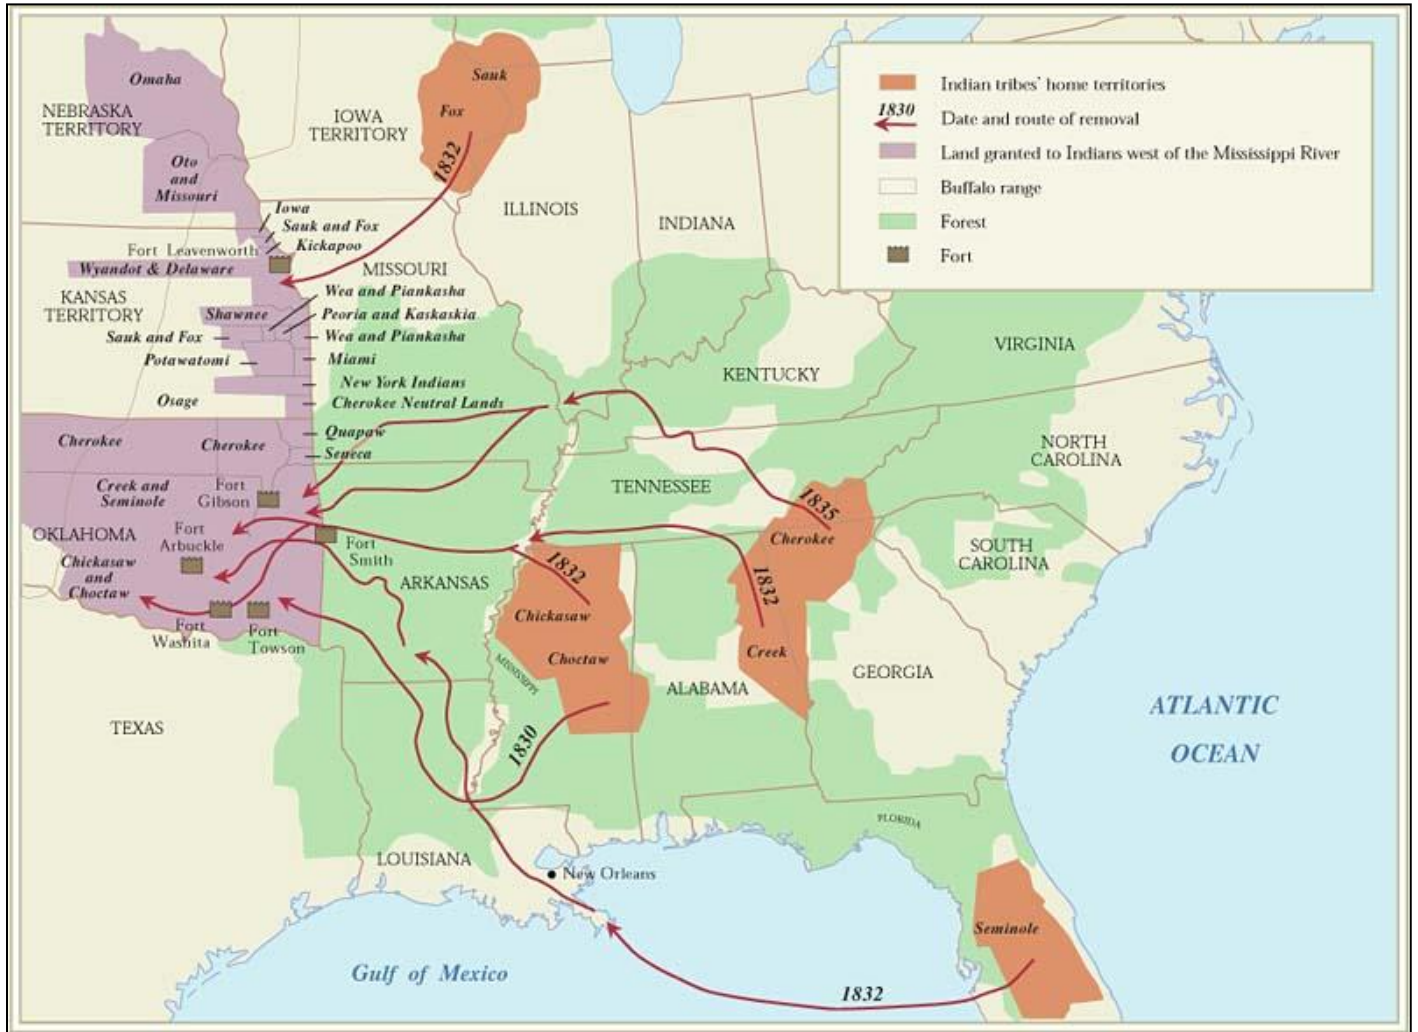 Indian tribes' home territories
1830
Date and route of removal
Land granted to Indians west of the Mississippi River
Buffalo range
Forest
Fort
Omaha
NEBRASKA
TERRITORY
Oto
and
Missouri
IOWA
TERRITORY
Sauk
Fox
1832
ILLINOIS
INDIANA
Iowa
Sauk and Fox
Kickapoo
Fort Leavenworth
Wyandot & Delaware
MISSOURI
KANSAS
TERRITORY
Wea and Piankasha
Shawnee
Peoria and Kaskaskia
Sauk and Fox
Wea and Piankasha
Potawatomi
Miami
New York Indians
Osage
Cherokee Neutral Lands
Cherokee
Cherokee
Quapaw
Seneca
Creek and
Seminole
Fort
Gibson
OKLAHOMA
Fort
Arbuckle
Fort
Smith
Chickasaw
and
Choctaw
Fort
Washita
Fort
Towson
ARKANSAS
TEXAS
LOUISIANA
New Orleans
KENTUCKY
VIRGINIA
TENNESSEE
NORTH
CAROLINA
SOUTH
CAROLINA
1835
Cherokee
1832
Creek
1832
Chickasaw
Choctaw
MISSISSIPPI
1830
ALABAMA
GEORGIA
FLORIDA
Seminole
1832
ATLANTIC
OCEAN
Gulf of Mexico